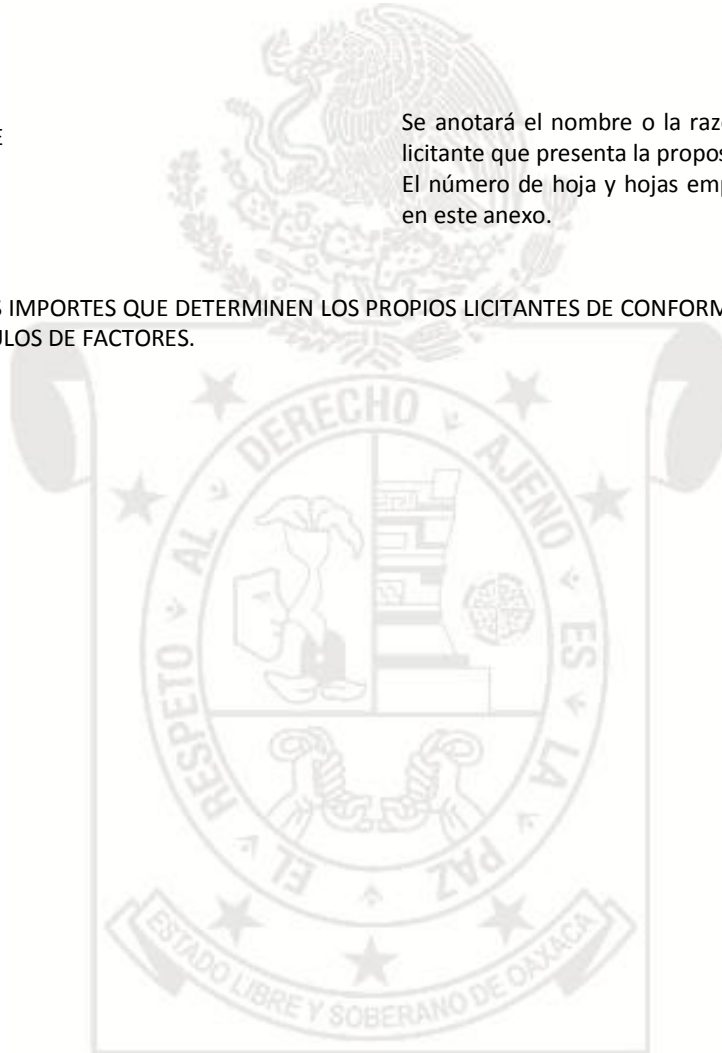 E
Se anotará el nombre o la raz
licitante que presenta la propos
El número de hoja y hojas emp
en este anexo.
S IMPORTES QUE DETERMINEN LOS PROPIOS LICITANTES DE CONFORM
ULOS DE FACTORES.
EL RESPETO AL DERECHO AJENO ES LA PAZ
ESTADO LIBRE Y SOBERANO DE OAXACA